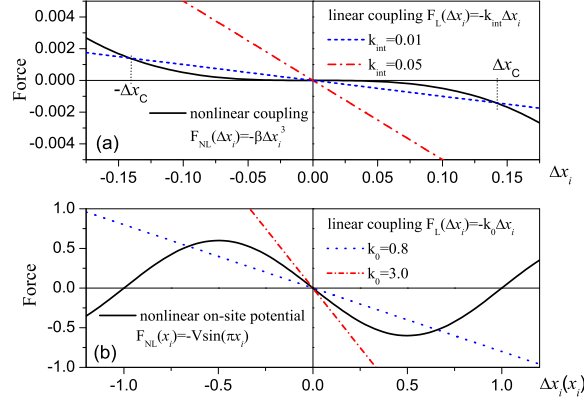 0.004
0.002
0.000
-0.002
-0.004
Force
linear coupling F_L(Δx_i)=-k_intΔx_i
k_int=0.01
k_int=0.05
-Δx_C
Δx_C
nonlinear coupling
F_NL(Δx_i)=-βΔx_i^3
(a)
-0.15 -0.10 -0.05 0.00 0.05 0.10 0.15 Δx_i
1.0
0.5
0.0
-0.5
-1.0
Force
linear coupling F_L(Δx_i)=-k_0Δx_i
k_0=0.8
k_0=3.0
nonlinear on-site potential
F_NL(x_i)=-Vsin(πx_i)
(b)
-1.0 -0.5 0.0 0.5 1.0 Δx_i(x_i)